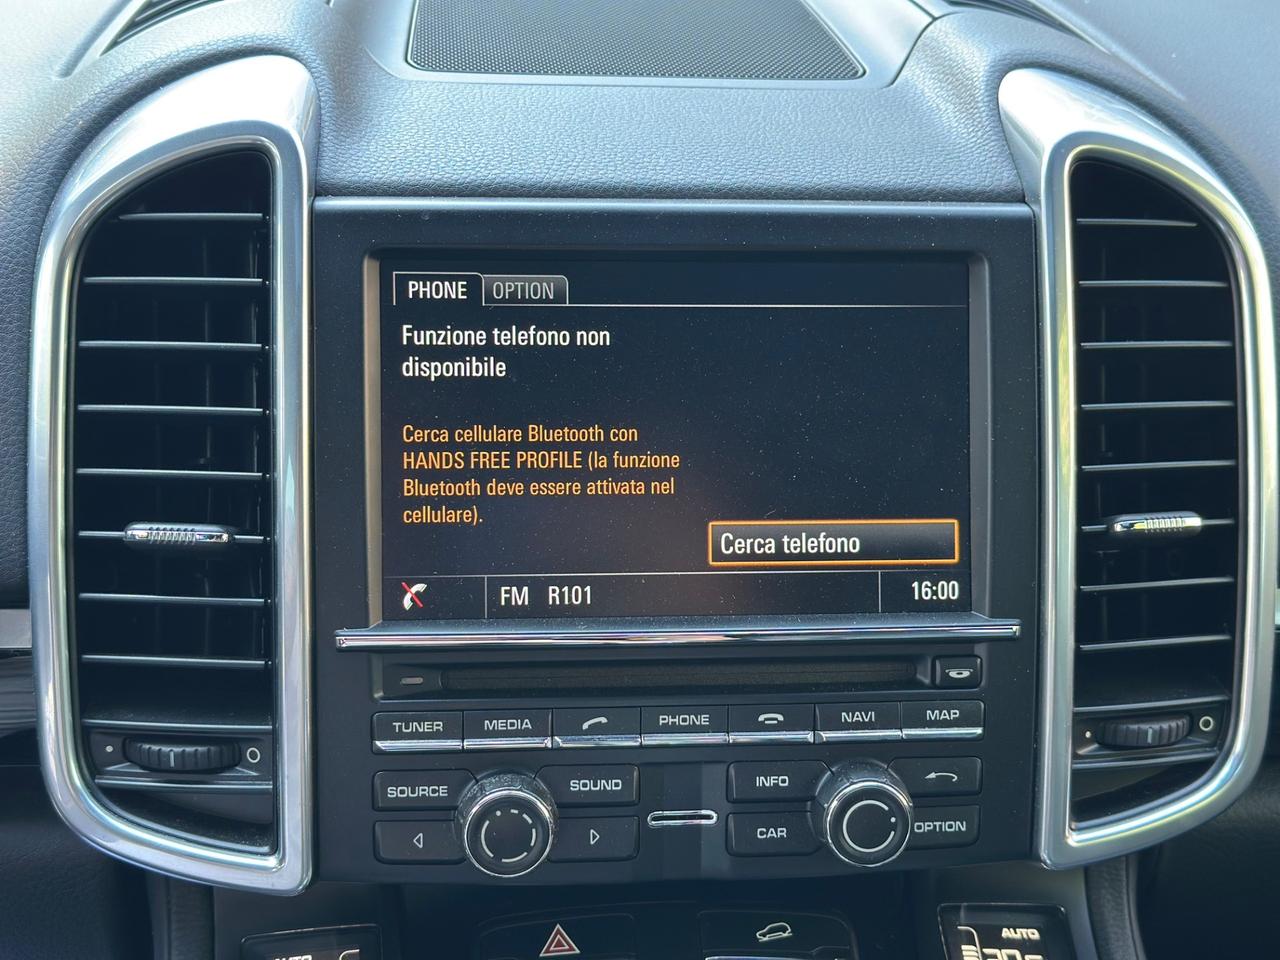 PHONE OPTION
Funzione telefono non
disponibile
Cerca cellulare Bluetooth con
HANDS FREE PROFILE (la funzione
Bluetooth deve essere attivata nel
cellulare).
Cerca telefono
FM R101 16:00
TUNER MEDIA PHONE NAVI MAP
SOURCE SOUND INFO
CAR OPTION
AUTO AUTO